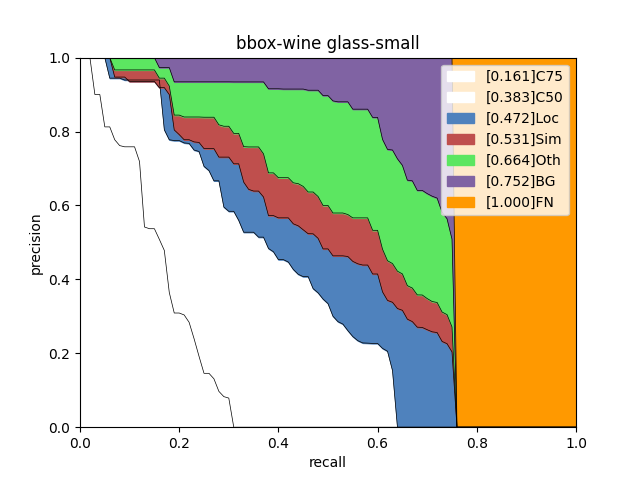 bbox-wine glass-small
1.0
0.8
0.6
0.4
0.2
0.0
precision
0.0 0.2 0.4 0.6 0.8 1.0
recall
[0.161]C75
[0.383]C50
[0.472]Loc
[0.531]Sim
[0.664]Oth
[0.752]BG
[1.000]FN